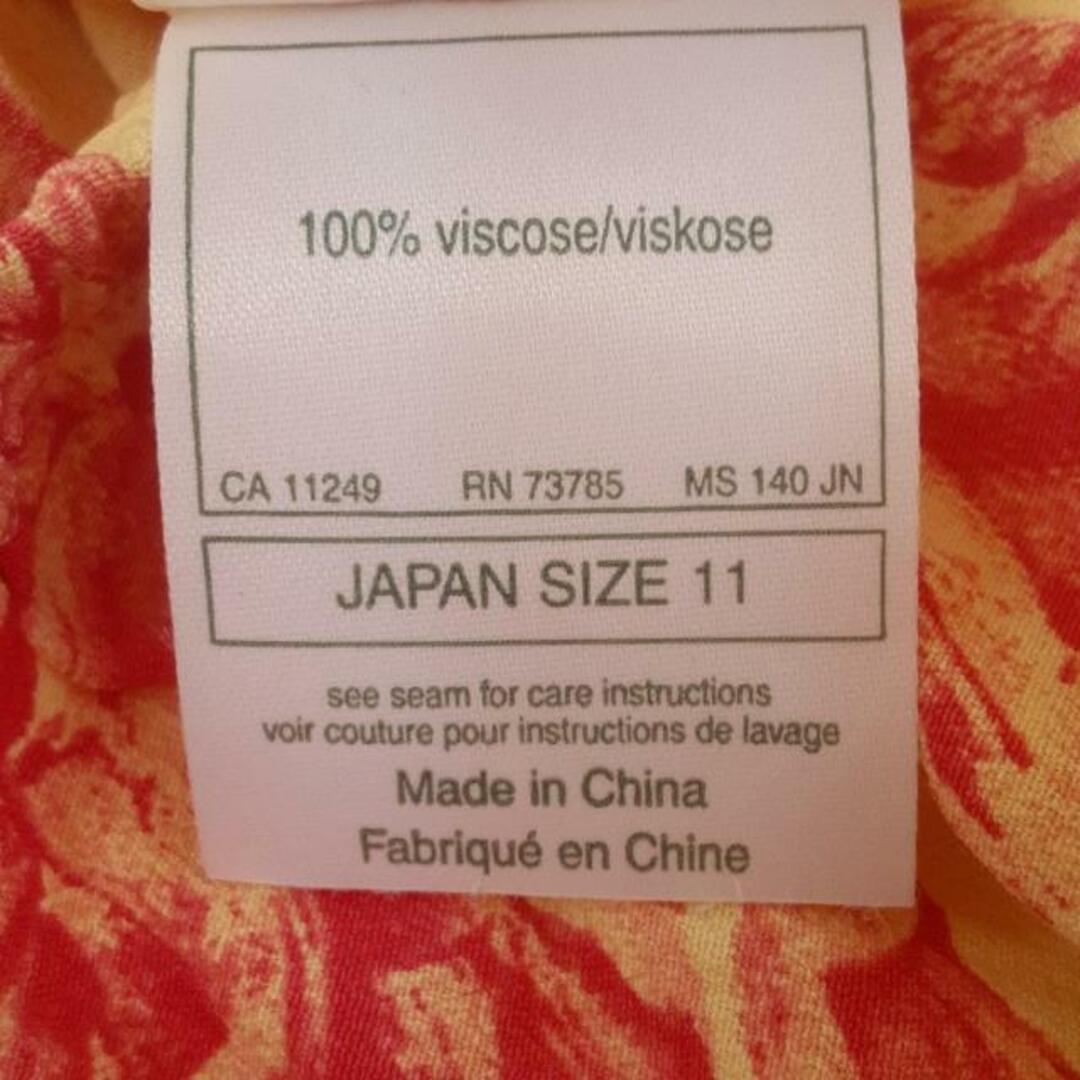 100% viscose/viskose
CA 11249 RN 73785 MS 140 JN
JAPAN SIZE 11
see seam for care instructions
voir couture pour instructions de lavage
Made in China
Fabriqué en Chine